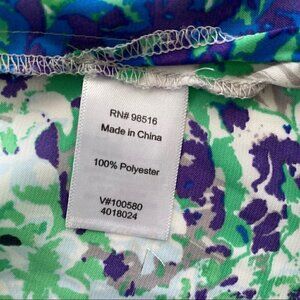 RN# 98516
Made in China
100% Polyester
V#100580
4018024